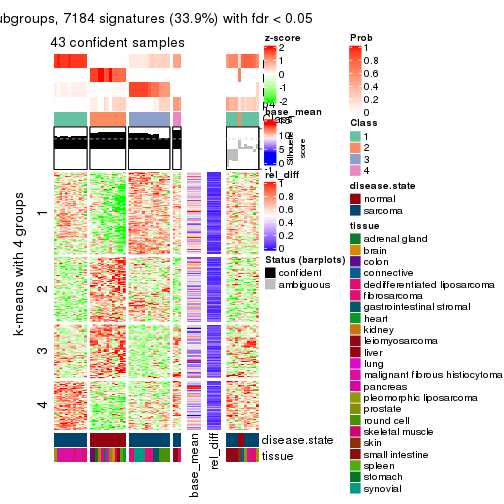 ubgroups, 7184 signatures (33.9%) with fdr < 0.05
43 confident samples
k-means with 4 groups
1
2
3
4
base_mean
rel_diff
disease.state
tissue
z-score
2
1
0
-1
-2
base_mean
10
5
0
silhouette
score
rel_diff
1
0.8
0.6
0.4
0.2
0
Status (barplots)
confident
ambiguous
Prob
1
0.8
0.6
0.4
0.2
0
Class
1
2
3
4
disease.state
normal
sarcoma
tissue
adrenal gland
brain
colon
connective
dedifferentiated liposarcoma
fibrosarcoma
gastrointestinal stromal
heart
kidney
leiomyosarcoma
liver
lung
malignant fibrous histiocytoma
pancreas
pleomorphic liposarcoma
prostate
round cell
skeletal muscle
skin
small intestine
spleen
stomach
synovial